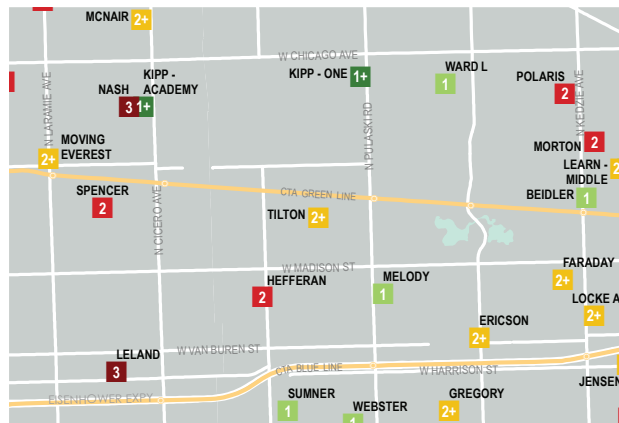 MCNAIR
2+
W CHICAGO AVE
KIPP -
ACADEMY
NASH
3
1+
KIPP - ONE
1+
WARD L
1
POLARIS
2
N KEDZIE AVE
N LARAMIE AVE
N PULASKI RD
MORTON
2
MOVING
EVEREST
2+
LEARN -
MIDDLE
2
BEIDLER
1
SPENCER
2
CTA GREEN LINE
TILTON
2+
N CICERO AVE
W MADISON ST
HEFFERAN
2
MELODY
1
FARADAY
2+
LOCKE A
2+
ERICSON
2+
W VAN BUREN ST
LELAND
3
CTA BLUE LINE
W HARRISON ST
JENSEN
EISENHOWER EXPY
SUMNER
1
WEBSTER
1
GREGORY
2+